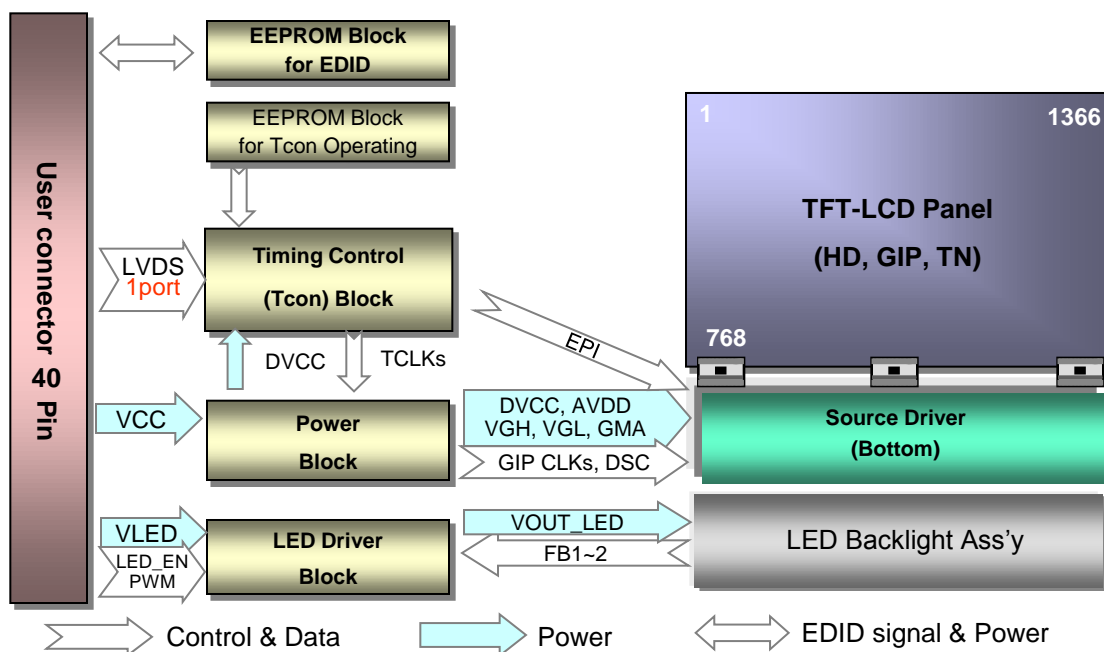 User connector 40 Pin
EEPROM Block
for EDID
EEPROM Block
for Tcon Operating
LVDS
1port
Timing Control
(Tcon) Block
DVCC
TCLKs
EPI
VCC
Power
Block
DVCC, AVDD
VGH, VGL, GMA
GIP CLKs, DSC
VLED
LED_EN
PWM
LED Driver
Block
VOUT_LED
FB1~2
1
1366
TFT-LCD Panel
(HD, GIP, TN)
768
Source Driver
(Bottom)
LED Backlight Ass'y
Control & Data
Power
EDID signal & Power